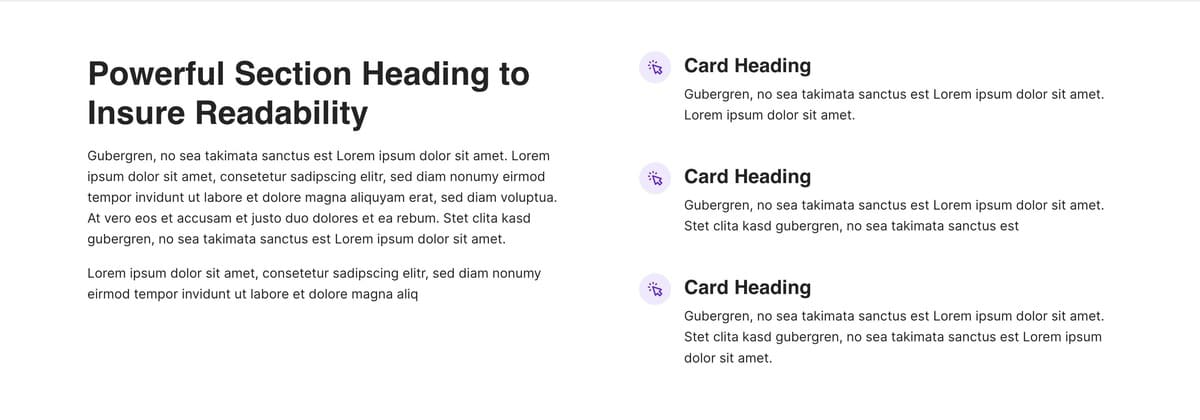 Powerful Section Heading to
Insure Readability
Gubergren, no sea takimata sanctus est Lorem ipsum dolor sit amet. Lorem
ipsum dolor sit amet, consetetur sadipscing elitr, sed diam nonumy eirmod
tempor invidunt ut labore et dolore magna aliquyam erat, sed diam voluptua.
At vero eos et accusam et justo duo dolores et ea rebum. Stet clita kasd
gubergren, no sea takimata sanctus est Lorem ipsum dolor sit amet.
Lorem ipsum dolor sit amet, consetetur sadipscing elitr, sed diam nonumy
eirmod tempor invidunt ut labore et dolore magna aliq
Card Heading
Gubergren, no sea takimata sanctus est Lorem ipsum dolor sit amet.
Lorem ipsum dolor sit amet.
Card Heading
Gubergren, no sea takimata sanctus est Lorem ipsum dolor sit amet.
Stet clita kasd gubergren, no sea takimata sanctus est
Card Heading
Gubergren, no sea takimata sanctus est Lorem ipsum dolor sit amet.
Stet clita kasd gubergren, no sea takimata sanctus est Lorem ipsum
dolor sit amet.